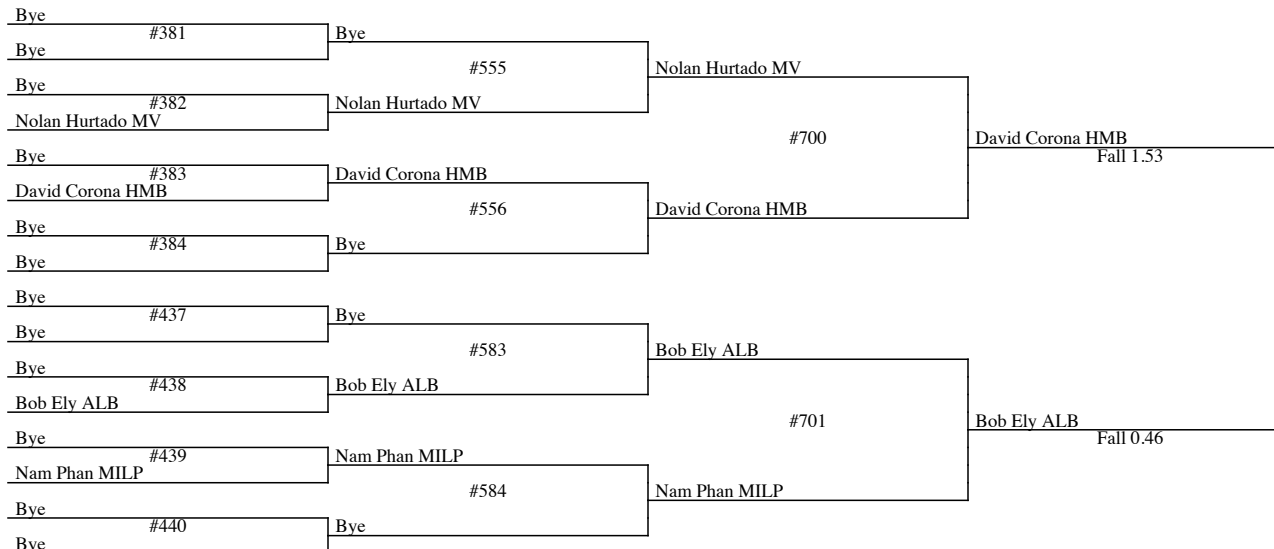 Bye
#381
Bye
Bye
#555
Bye
#382
Nolan Hurtado MV
Nolan Hurtado MV
Nolan Hurtado MV
#700
Bye
#383
David Corona HMB
David Corona HMB
#556
David Corona HMB
Bye
#384
Bye
Bye
David Corona HMB
Fall 1.53
Bye
#437
Bye
Bye
#583
Bye
#438
Bob Ely ALB
Bob Ely ALB
Bob Ely ALB
#701
Bye
#439
Nam Phan MILP
Nam Phan MILP
#584
Nam Phan MILP
Bye
#440
Bye
Bye
Bob Ely ALB
Fall 0.46